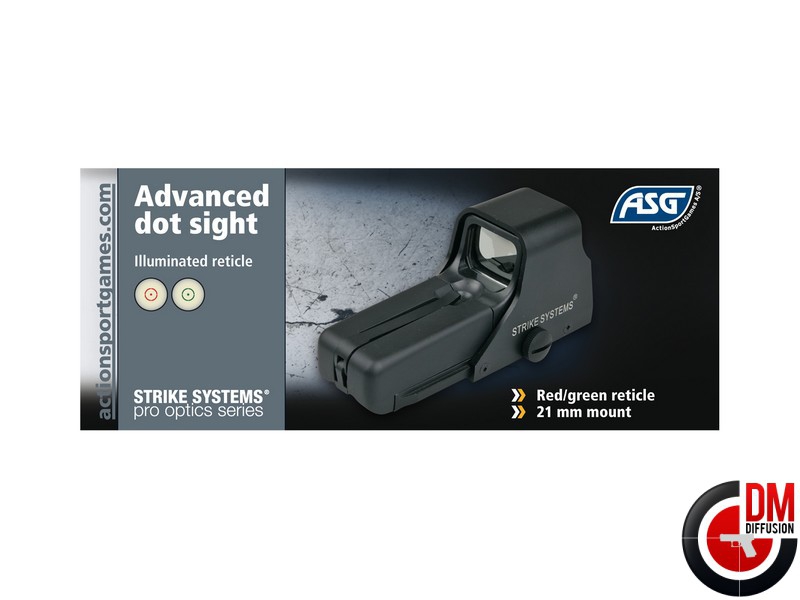 actionsportgames.com
Advanced
dot sight
Illuminated reticle
STRIKE SYSTEMS®
pro optics series
STRIKE SYSTEMS®
ASG
ActionSportGames A/S®
Red/green reticle
21 mm mount
DM
DIFFUSION